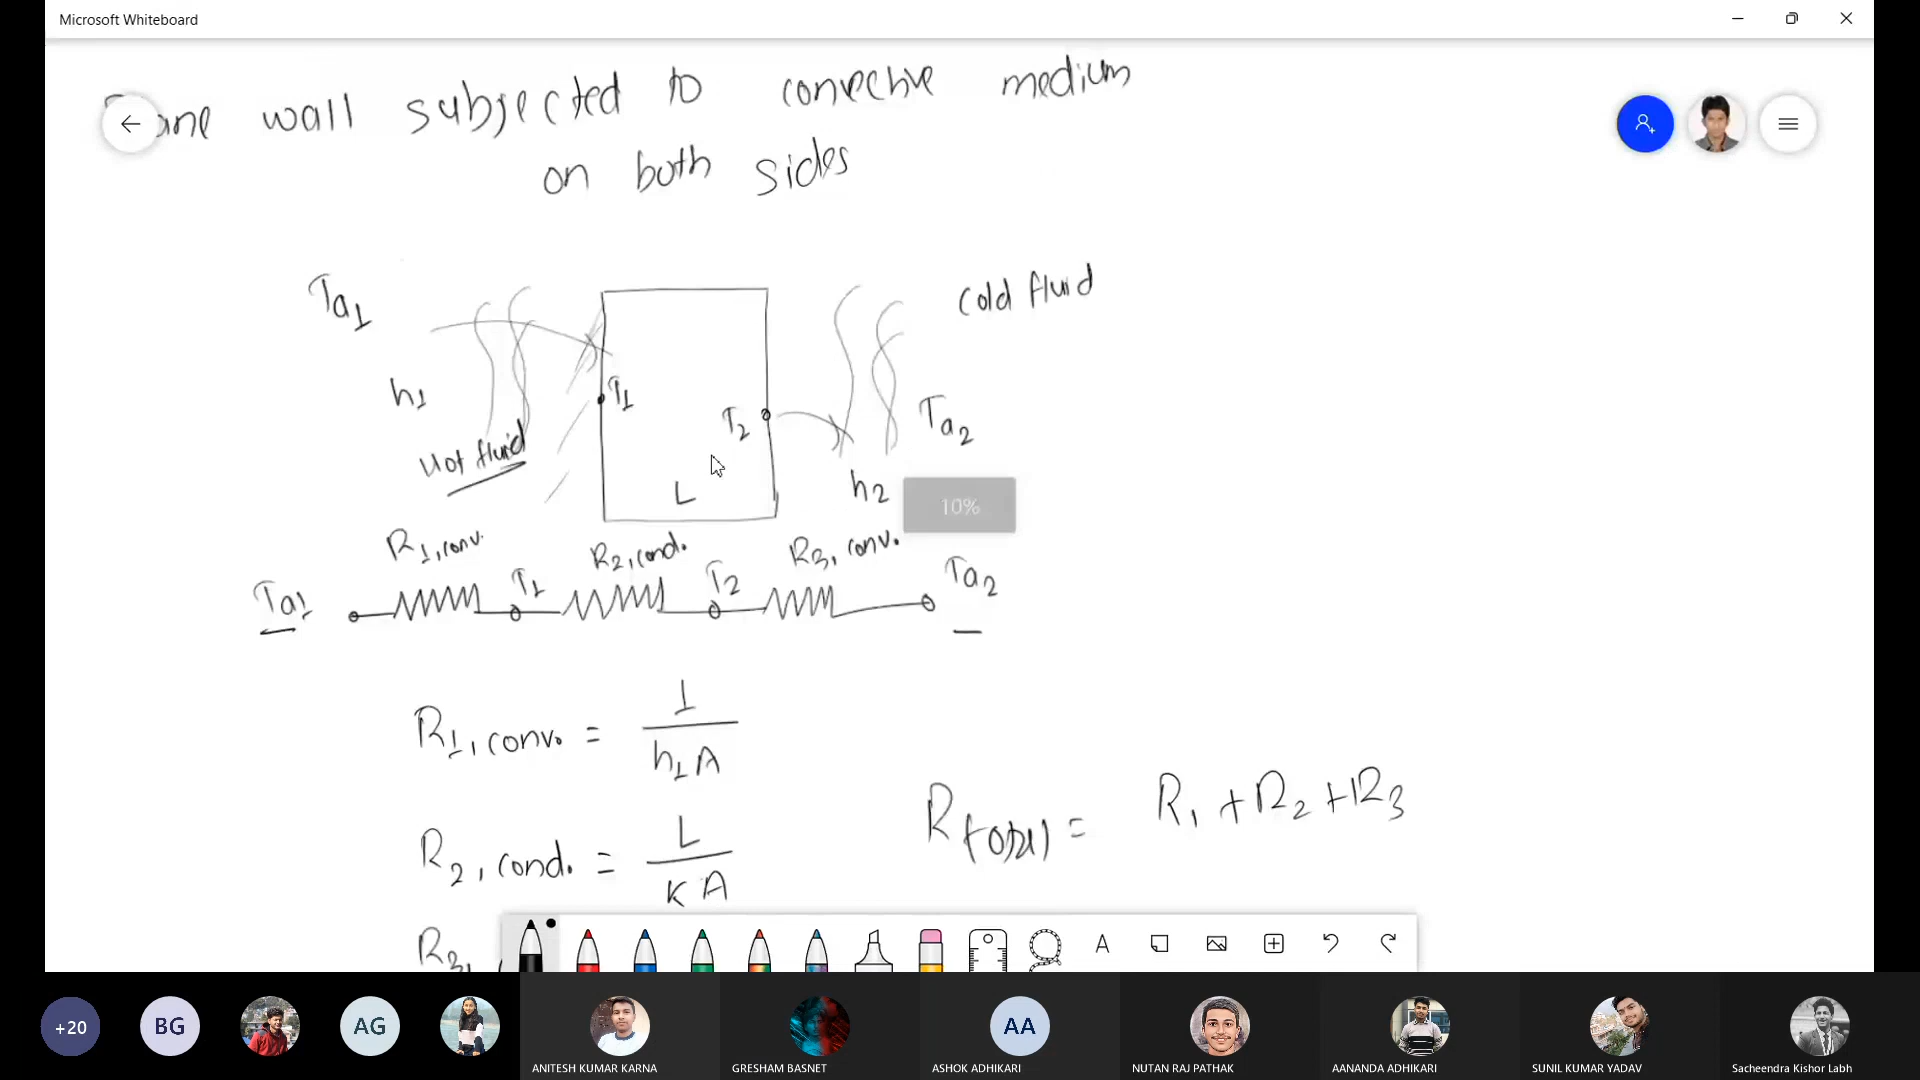 Microsoft Whiteboard
ane wall subjected to convective medium
on both sides
Ta1
cold fluid
h1
T1
T2
Ta2
Hot fluid
L
h2
10%
R1, conv.
R2, cond.
R3, conv.
Ta1
T1
T2
Ta2
R1, conv. = 1 / h1A
Rtotal = R1 + R2 + R3
R2, cond. = L / KA
R3,
A
+20
BG
AG
AA
ANITESH KUMAR KARNA
GRESHAM BASNET
ASHOK ADHIKARI
NUTAN RAJ PATHAK
AANANDA ADHIKARI
SUNIL KUMAR YADAV
Sacheendra Kishor Labh